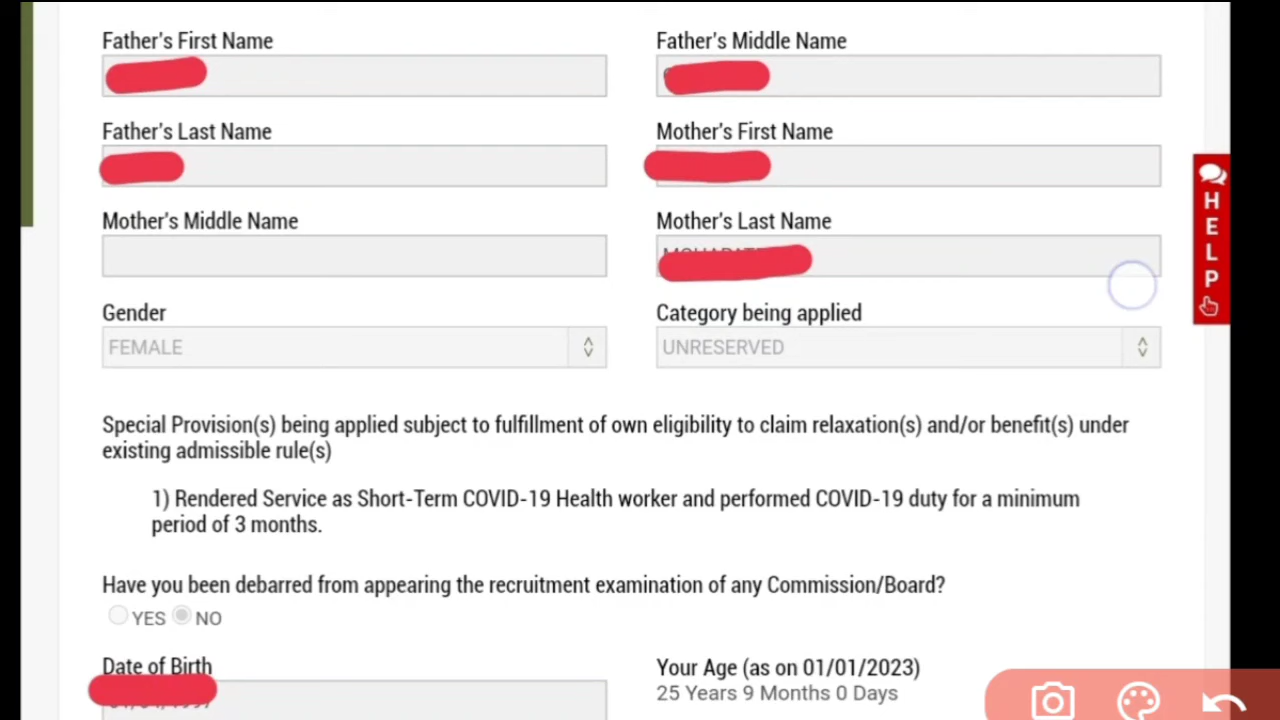 Father's First Name
Father's Middle Name
Father's Last Name
Mother's First Name
Mother's Middle Name
Mother's Last Name
Gender
Category being applied
FEMALE
UNRESERVED
Special Provision(s) being applied subject to fulfillment of own eligibility to claim relaxation(s) and/or benefit(s) under
existing admissible rule(s)
1) Rendered Service as Short-Term COVID-19 Health worker and performed COVID-19 duty for a minimum
period of 3 months.
Have you been debarred from appearing the recruitment examination of any Commission/Board?
YES NO
Date of Birth
Your Age (as on 01/01/2023)
25 Years 9 Months 0 Days
HELP